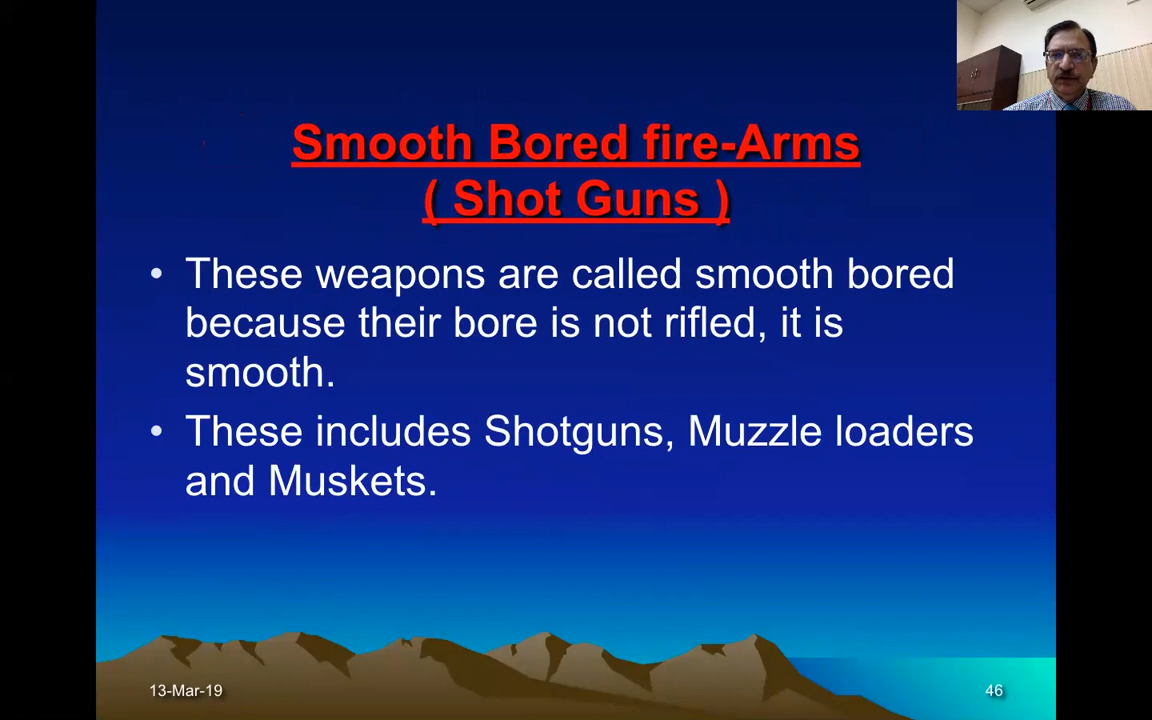 Smooth Bored fire-Arms
( Shot Guns )
• These weapons are called smooth bored
because their bore is not rifled, it is
smooth.
• These includes Shotguns, Muzzle loaders
and Muskets.
13-Mar-19
46